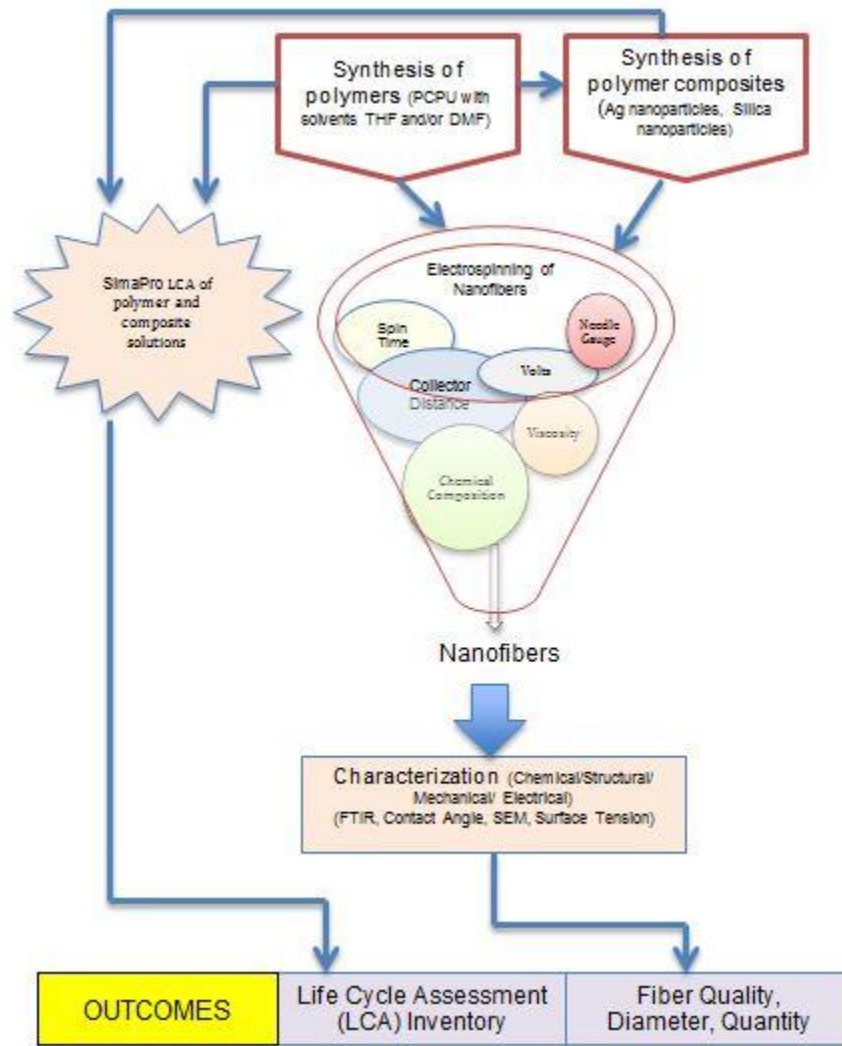 Synthesis of
polymers (PCPU with
solvents THF and/or DMF)
Synthesis of
polymer composites
(Ag nanoparticles, Silica
nanoparticles)
SimaPro LCA of
polymer and
composite
solutions
Electrospinning of
Nanofibers
Spin
Time
Needle
Gauge
Volts
Collector
Distance
Viscosity
Chemical
Composition
Nanofibers
Characterization (Chemical/Structural/
Mechanical/ Electrical)
(FTIR, Contact Angle, SEM, Surface Tension)
OUTCOMES
Life Cycle Assessment
(LCA) Inventory
Fiber Quality,
Diameter, Quantity